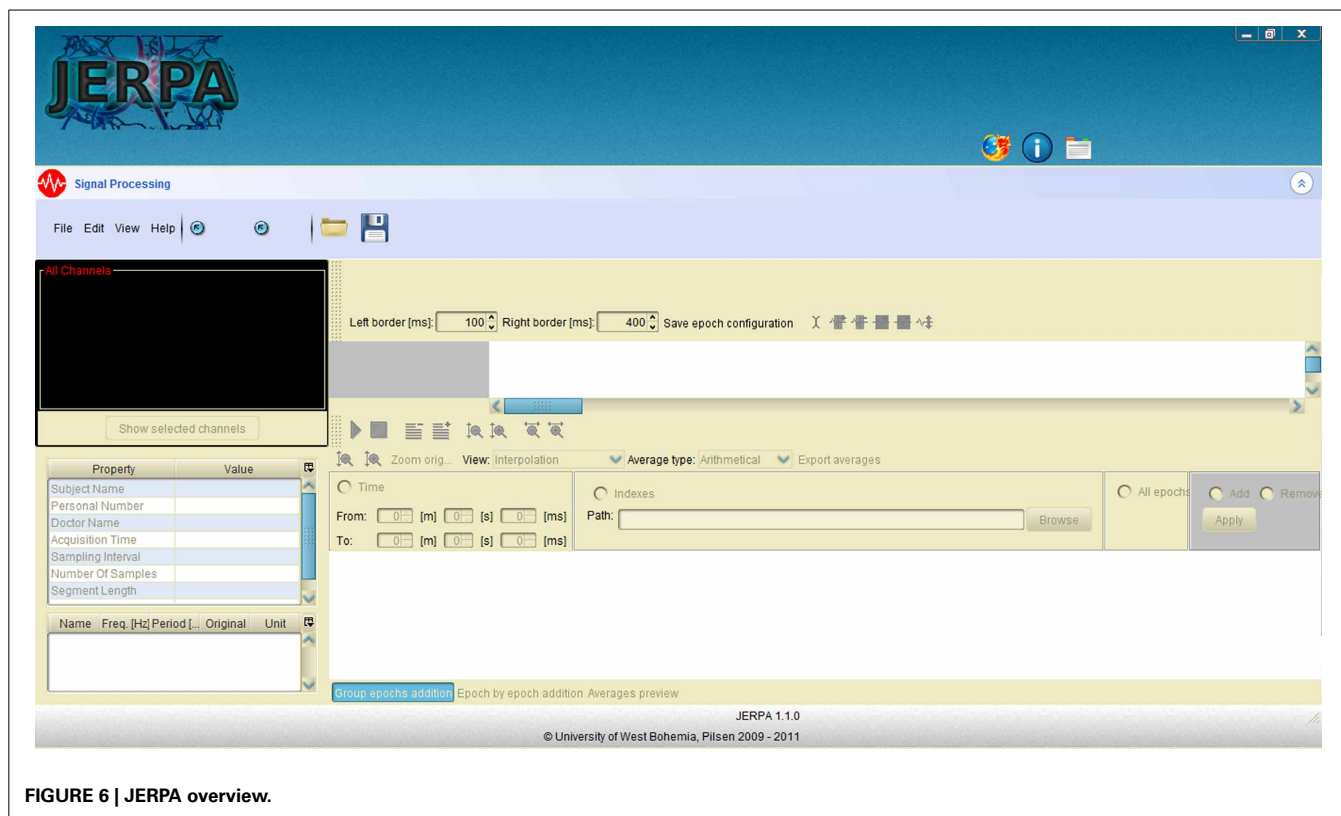 JERPA
Signal Processing
File Edit View Help
All Channels
Left border [ms]: 100 Right border [ms]: 400 Save epoch configuration
Show selected channels
Zoom orig... View: Interpolation Average type: Arithmetical Export averages
Property Value
Subject Name
Personal Number
Doctor Name
Acquisition Time
Sampling Interval
Number Of Samples
Segment Length
Time
From: 0 [m] 0 [s] 0 [ms]
To: 0 [m] 0 [s] 0 [ms]
Indexes
Path: Browse
All epochs
Add Remove
Apply
Name Freq. [Hz] Period [... Original Unit
Group epochs addition Epoch by epoch addition Averages preview
JERPA 1.1.0
© University of West Bohemia, Pilsen 2009 - 2011
FIGURE 6 | JERPA overview.